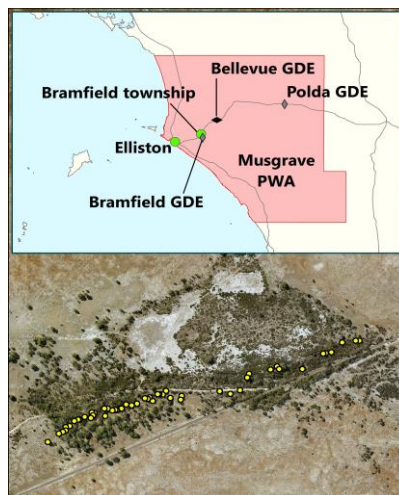 Bellevue GDE
Bramfield township
Polda GDE
Elliston
Musgrave
PWA
Bramfield GDE